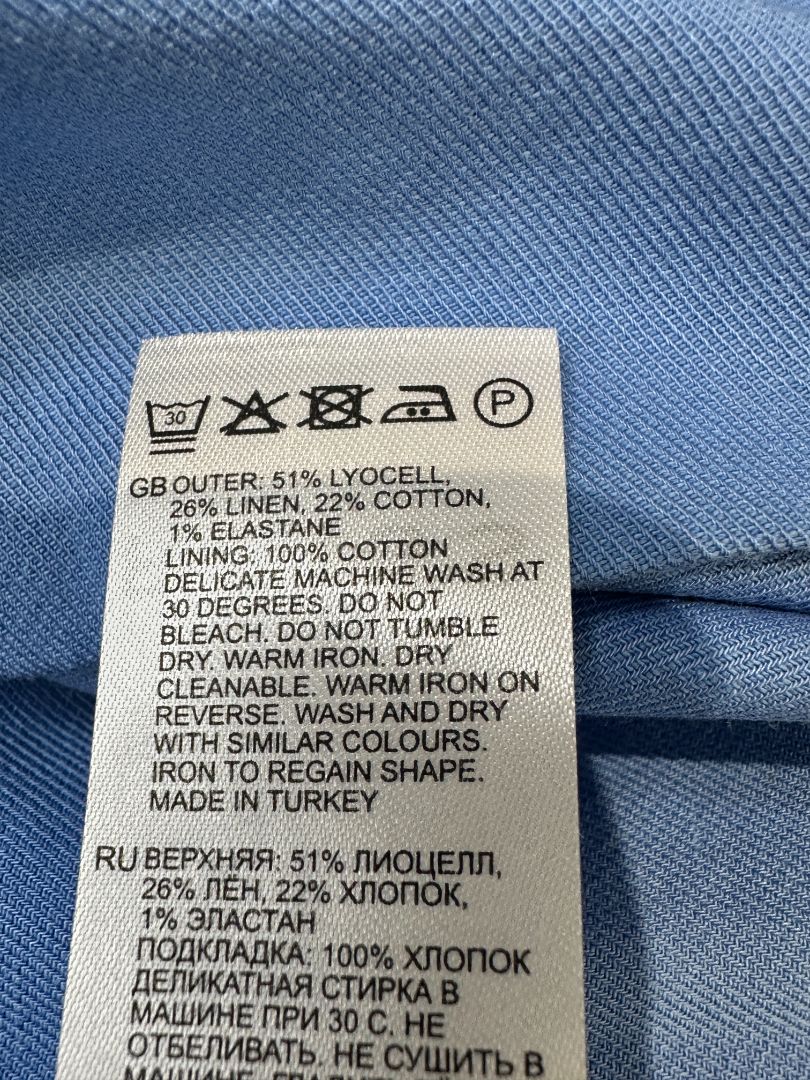 30
P
GB OUTER: 51% LYOCELL,
26% LINEN, 22% COTTON,
1% ELASTANE
LINING: 100% COTTON
DELICATE MACHINE WASH AT
30 DEGREES. DO NOT
BLEACH. DO NOT TUMBLE
DRY. WARM IRON. DRY
CLEANABLE. WARM IRON ON
REVERSE. WASH AND DRY
WITH SIMILAR COLOURS.
IRON TO REGAIN SHAPE.
MADE IN TURKEY
RU ВЕРХНЯЯ: 51% ЛИОЦЕЛЛ,
26% ЛЁН, 22% ХЛОПОК,
1% ЭЛАСТАН
ПОДКЛАДКА: 100% ХЛОПОК
ДЕЛИКАТНАЯ СТИРКА В
МАШИНЕ ПРИ 30 С. НЕ
ОТБЕЛИВАТЬ. НЕ СУШИТЬ В
МАШИНЕ.